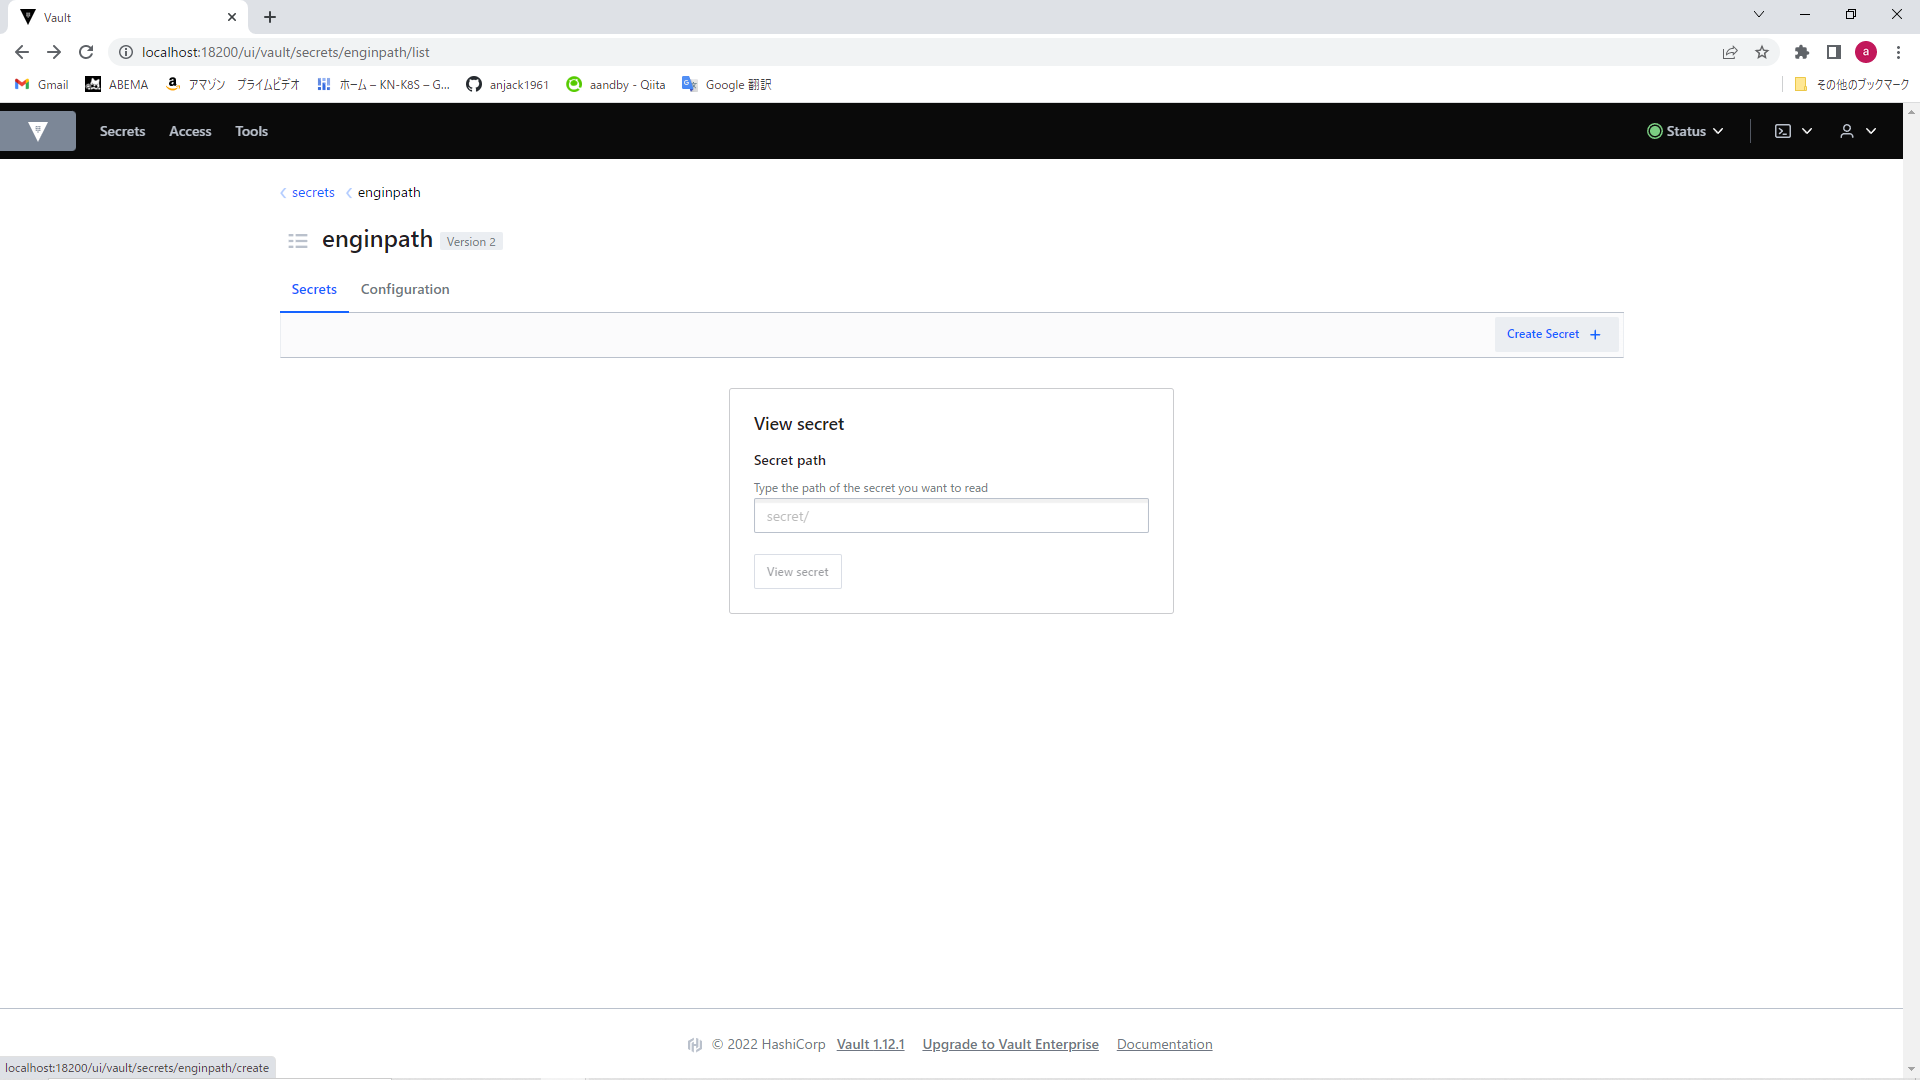 Vault
localhost:18200/ui/vault/secrets/enginpath/list
Gmail ABEMA アマゾン プライムビデオ ホーム – KN-K8S – G... anjack1961 aandby - Qiita Google 翻訳 その他のブックマーク
Secrets Access Tools Status a
secrets enginpath
enginpath Version 2
Secrets Configuration
Create Secret +
View secret
Secret path
Type the path of the secret you want to read
secret/
View secret
© 2022 HashiCorp Vault 1.12.1 Upgrade to Vault Enterprise Documentation
localhost:18200/ui/vault/secrets/enginpath/create